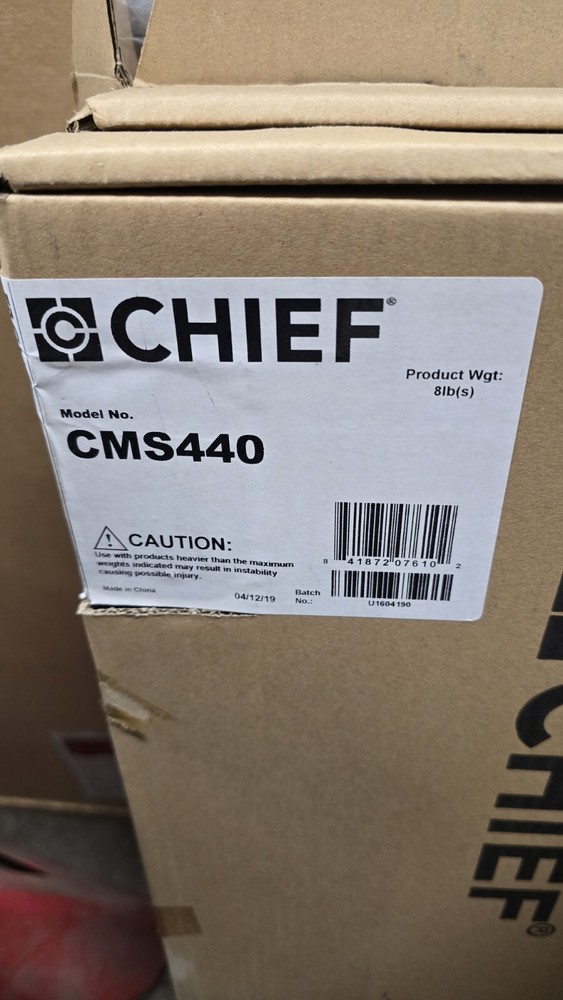 CHIEF®
Product Wgt:
8lb(s)
Model No.
CMS440
CAUTION:
Use with products heavier than the maximum
weights indicated may result in instability
causing possible injury.
Made in China
04/12/19
Batch
No.:
8 41872 07610 2
U1604190
CHIEF®